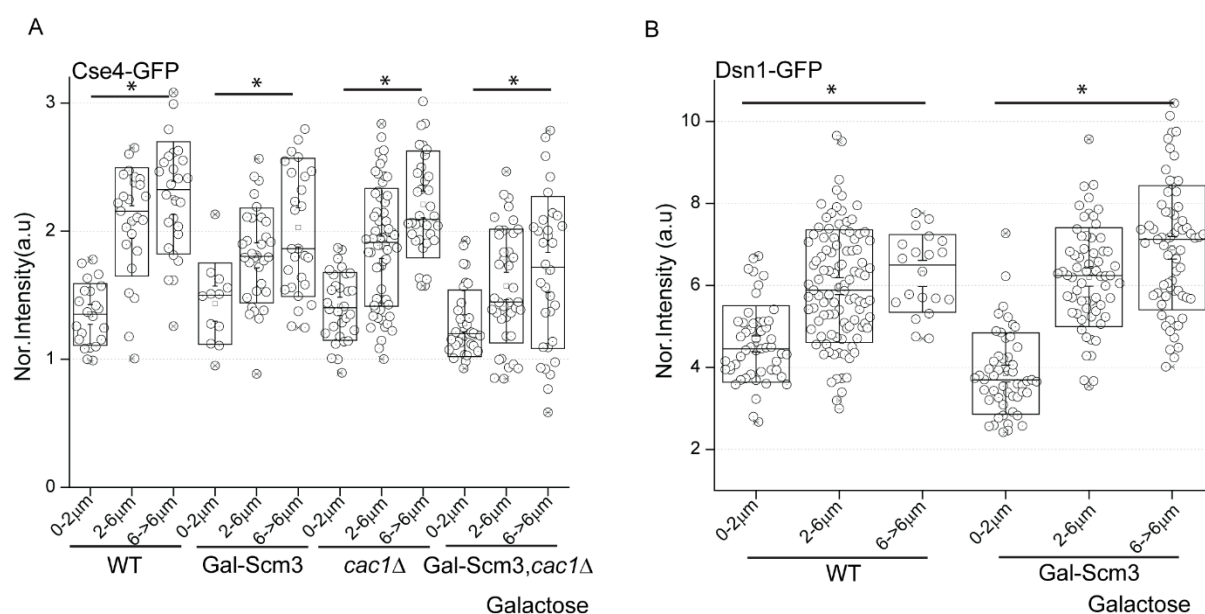 A
Cse4-GFP
* * * *
3
2
1
0
Nor.Intensity(a.u)
0-2μm 2-6μm 6->6μm 0-2μm 2-6μm 6->6μm 0-2μm 2-6μm 6->6μm 0-2μm 2-6μm 6->6μm
WT Gal-Scm3 cac1Δ Gal-Scm3,cac1Δ
Galactose
B
Dsn1-GFP
* *
10
8
6
4
2
Nor.Intensity (a.u)
0-2μm 2-6μm 6->6μm 0-2μm 2-6μm 6->6μm
WT Gal-Scm3
Galactose